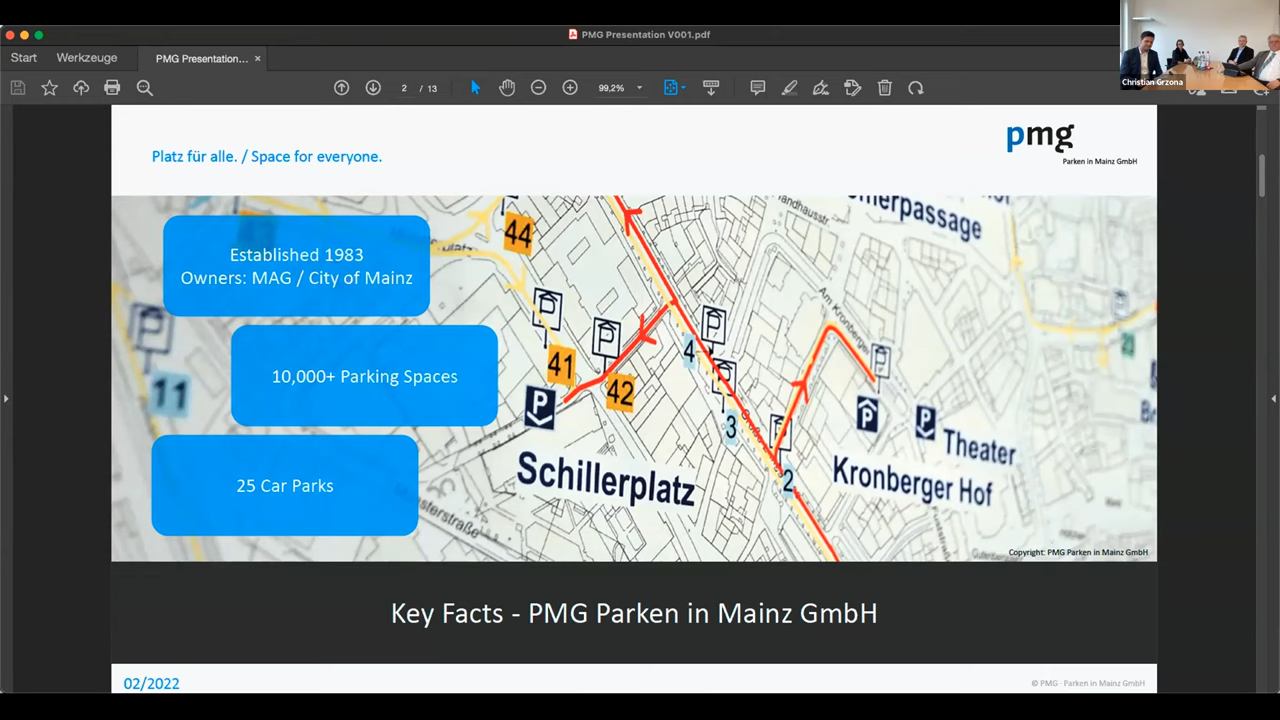 PMG Presentation V001.pdf
Start
Werkzeuge
PMG Presentation...
2 / 13
99,2%
Christian Grzona
Platz für alle. / Space for everyone.
pmg
Parken in Mainz GmbH
Established 1983
Owners: MAG / City of Mainz
10,000+ Parking Spaces
25 Car Parks
44
P
P
P
P
41
42
P
11
4
3
2
P
P
P
P
P
Am Kronberger
Schillerplatz
Theater
Kronberger Hof
Copyright: PMG Parken in Mainz GmbH
Key Facts - PMG Parken in Mainz GmbH
02/2022
© PMG - Parken in Mainz GmbH